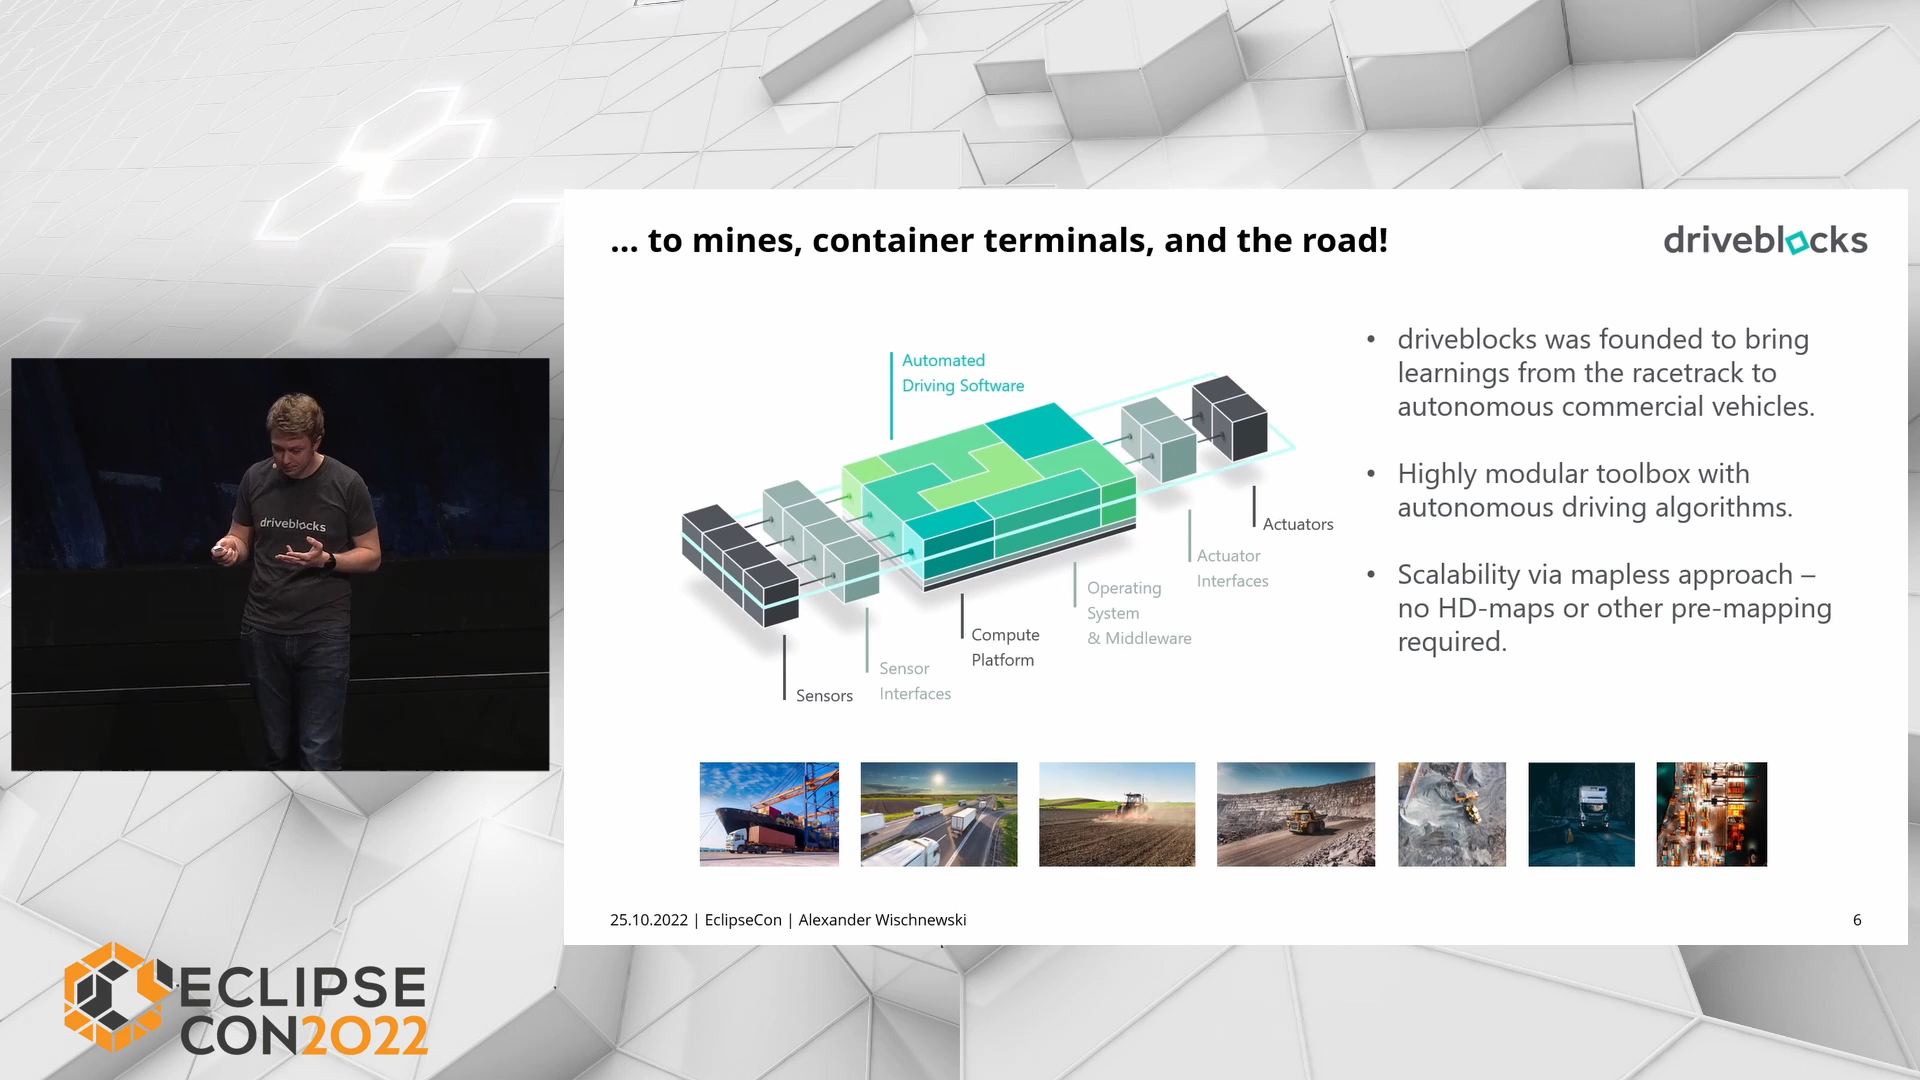 ... to mines, container terminals, and the road!
driveblocks
Automated
Driving Software
Actuators
Actuator
Interfaces
Operating
System
& Middleware
Compute
Platform
Sensor
Interfaces
Sensors
• driveblocks was founded to bring
learnings from the racetrack to
autonomous commercial vehicles.
• Highly modular toolbox with
autonomous driving algorithms.
• Scalability via mapless approach –
no HD-maps or other pre-mapping
required.
driveblocks
25.10.2022 | EclipseCon | Alexander Wischnewski
6
ECLIPSE
CON2022